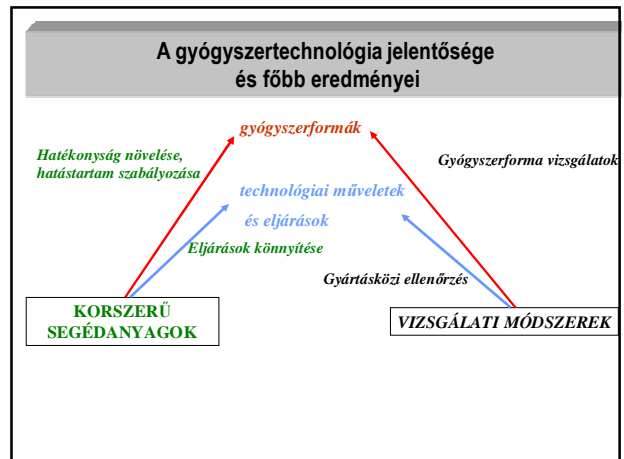 A gyógyszertechnológia jelentősége
és főbb eredményei
gyógyszerformák
Hatékonyság növelése,
hatástartam szabályozása
Gyógyszerforma vizsgálatok
technológiai műveletek
és eljárások
Eljárások könnyítése
Gyártásközi ellenőrzés
KORSZERŰ
SEGÉDANYAGOK
VIZSGÁLATI MÓDSZEREK